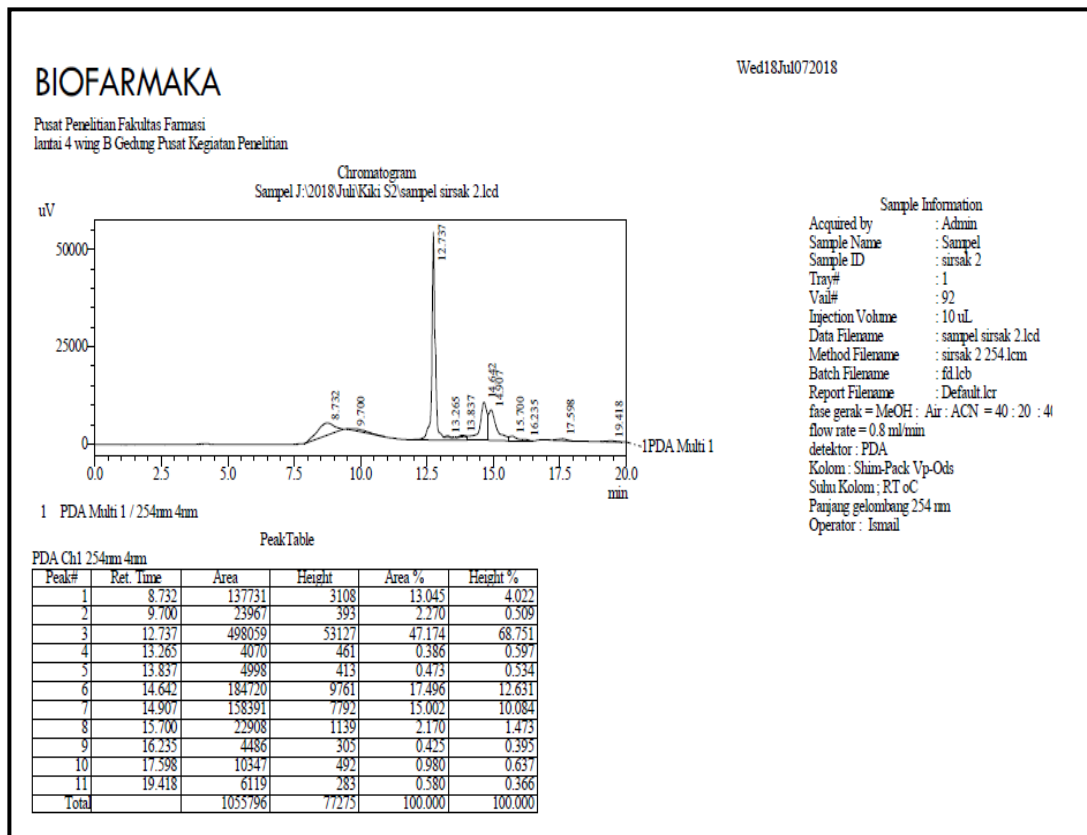 Wed18Jul072018
BIOFARMAKA
Pusat Penelitian Fakultas Farmasi
lantai 4 wing B Gedung Pusat Kegiatan Penelitian
Chromatogram
Sampel J:\2018\Juli\Kiki S2\sampel sirsak 2.lcd
uV
50000
25000
0
8.732
9.700
12.737
13.265
13.837
14.642
14.907
15.700
16.235
17.598
19.418
1PDA Multi 1
0.0 2.5 5.0 7.5 10.0 12.5 15.0 17.5 20.0
min
1 PDA Multi 1 / 254nm 4nm
Sample Information
Acquired by : Admin
Sample Name : Sampel
Sample ID : sirsak 2
Tray# : 1
Vail# : 92
Injection Volume : 10 uL
Data Filename : sampel sirsak 2.lcd
Method Filename : sirsak 2 254.lcm
Batch Filename : fd.lcb
Report Filename : Default.lcr
fase gerak = MeOH : Air : ACN = 40 : 20 : 40
flow rate = 0.8 ml/min
detektor : PDA
Kolom : Shim-Pack Vp-Ods
Suhu Kolom ; RT oC
Panjang gelombang 254 nm
Operator : Ismail
PeakTable
PDA Ch1 254nm 4nm
Peak# Ret. Time Area Height Area % Height %
1 8.732 137731 3108 13.045 4.022
2 9.700 23967 393 2.270 0.509
3 12.737 498059 53127 47.174 68.751
4 13.265 4070 461 0.386 0.597
5 13.837 4998 413 0.473 0.534
6 14.642 184720 9761 17.496 12.631
7 14.907 158391 7792 15.002 10.084
8 15.700 22908 1139 2.170 1.473
9 16.235 4486 305 0.425 0.395
10 17.598 10347 492 0.980 0.637
11 19.418 6119 283 0.580 0.366
Total 1055796 77275 100.000 100.000